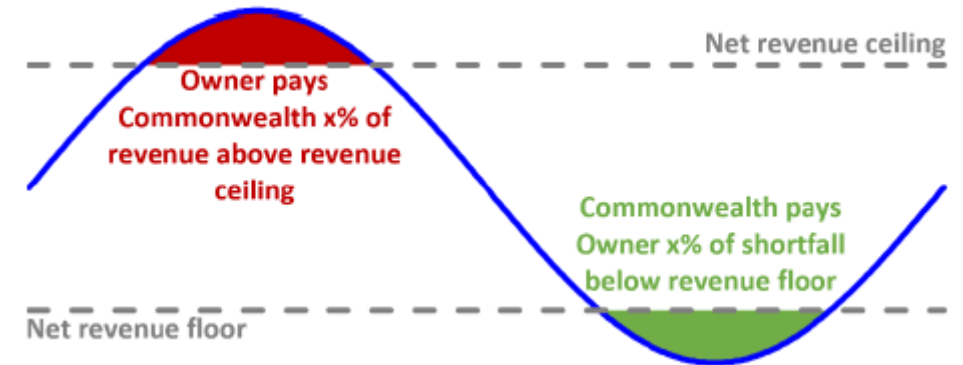 Net revenue ceiling
Owner pays
Commonwealth x% of
revenue above revenue
ceiling
Commonwealth pays
Owner x% of shortfall
below revenue floor
Net revenue floor